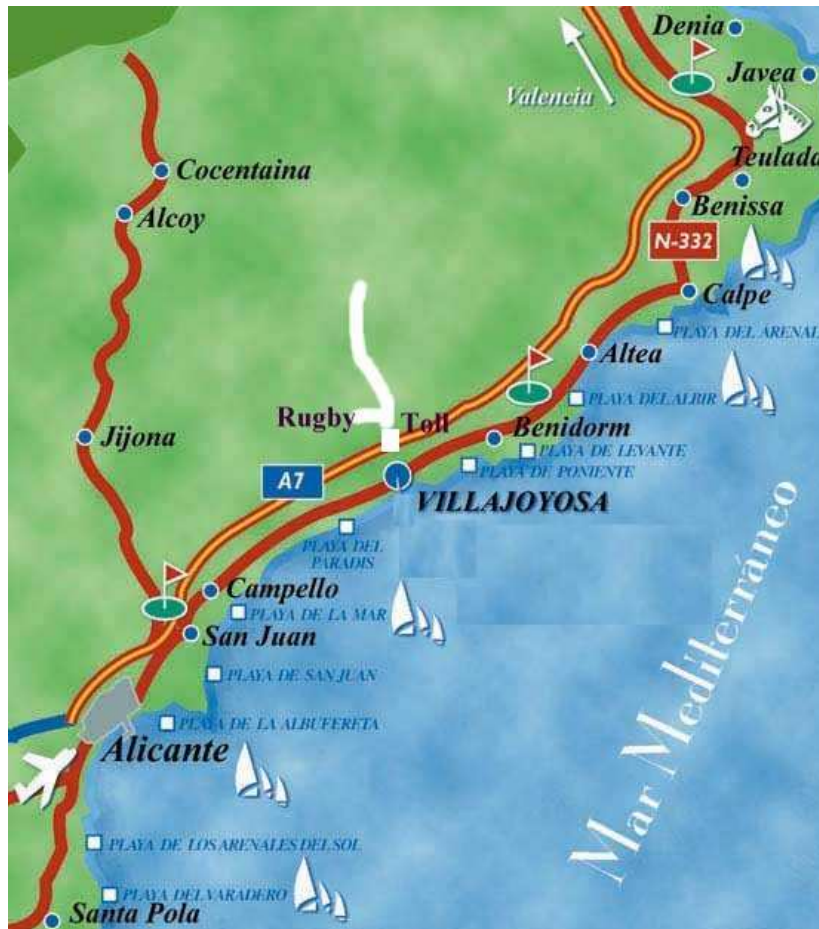 Denia
Javea
Valencia
Teulada
Cocentaina
Benissa
Alcoy
N-332
Calpe
PLAYA DEL ARENAL
Altea
PLAYA DEL ALBIR
Rugby
Toll
Benidorm
Jijona
PLAYA DE LEVANTE
PLAYA DE PONIENTE
A7
VILLAJOYOSA
PLAYA DEL
PARADIS
Campello
PLAYA DE LA MAR
San Juan
PLAYA DE SAN JUAN
Mar Mediterráneo
PLAYA DE LA ALBUFERETA
Alicante
PLAYA DE LOS ARENALES DEL SOL
PLAYA DEL VARADERO
Santa Pola